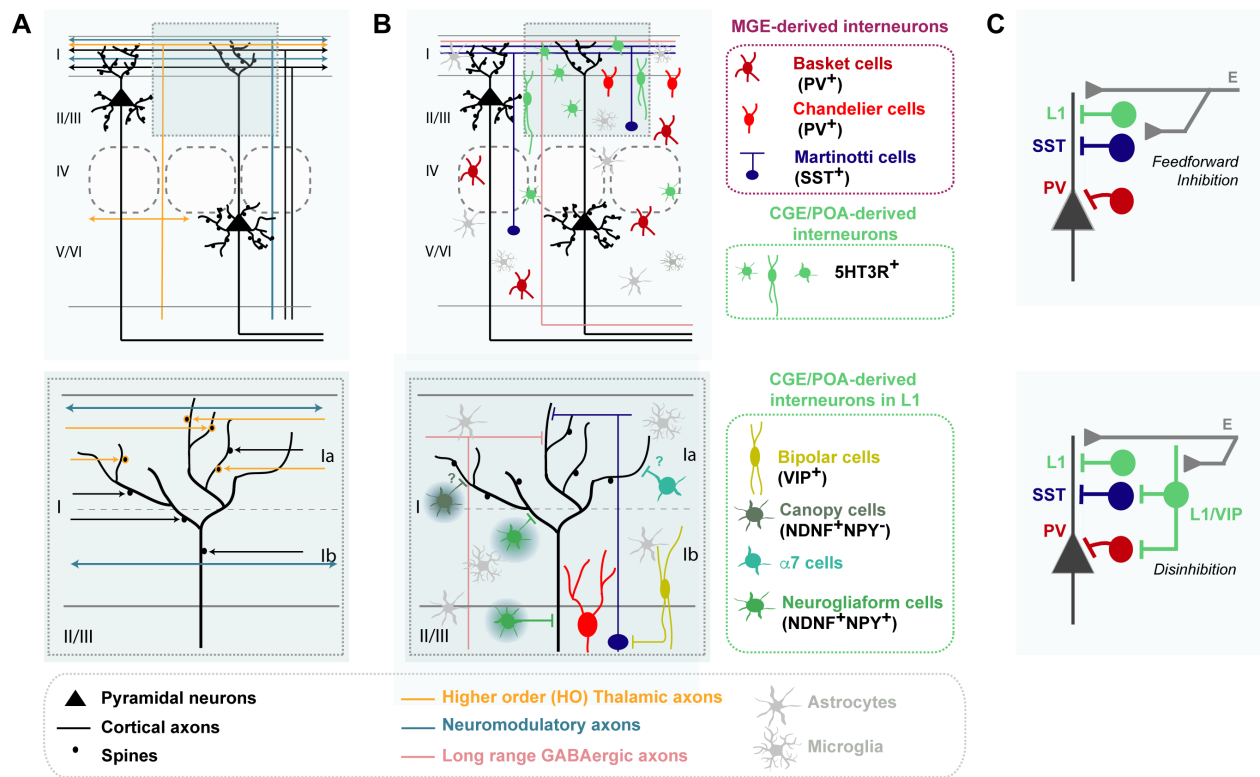 A
I
II/III
IV
V/VI
B
I
II/III
IV
V/VI
MGE-derived interneurons
Basket cells
(PV⁺)
Chandelier cells
(PV⁺)
Martinotti cells
(SST⁺)
CGE/POA-derived
interneurons
5HT3R⁺
C
E
L1
SST
PV
Feedforward
Inhibition
Ia
I
Ib
II/III
Ia
?
?
I
Ib
II/III
CGE/POA-derived
interneurons in L1
Bipolar cells
(VIP⁺)
Canopy cells
(NDNF⁺NPY⁻)
α7 cells
Neurogliaform cells
(NDNF⁺NPY⁺)
E
L1
SST
L1/VIP
PV
Disinhibition
Pyramidal neurons
Cortical axons
Spines
Higher order (HO) Thalamic axons
Neuromodulatory axons
Long range GABAergic axons
Astrocytes
Microglia